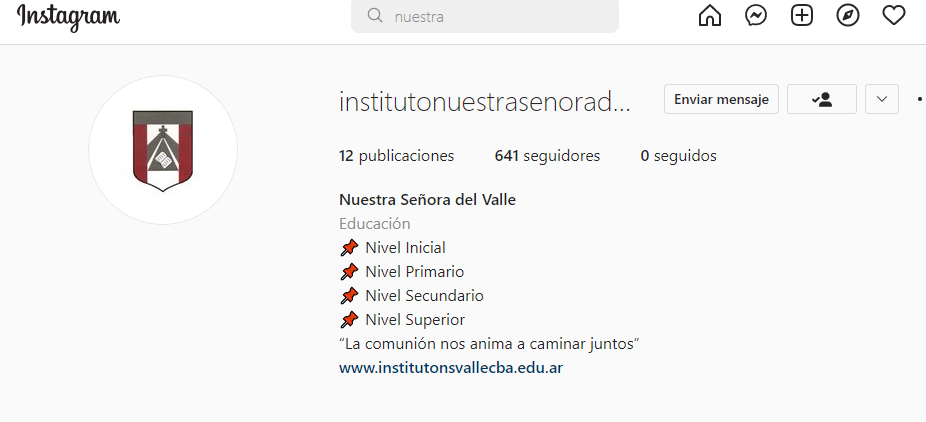 Instagram
nuestra
institutonuestrasenorad...
Enviar mensaje
12 publicaciones 641 seguidores 0 seguidos
Nuestra Señora del Valle
Educación
📌 Nivel Inicial
📌 Nivel Primario
📌 Nivel Secundario
📌 Nivel Superior
“La comunión nos anima a caminar juntos”
www.institutonsvallecba.edu.ar